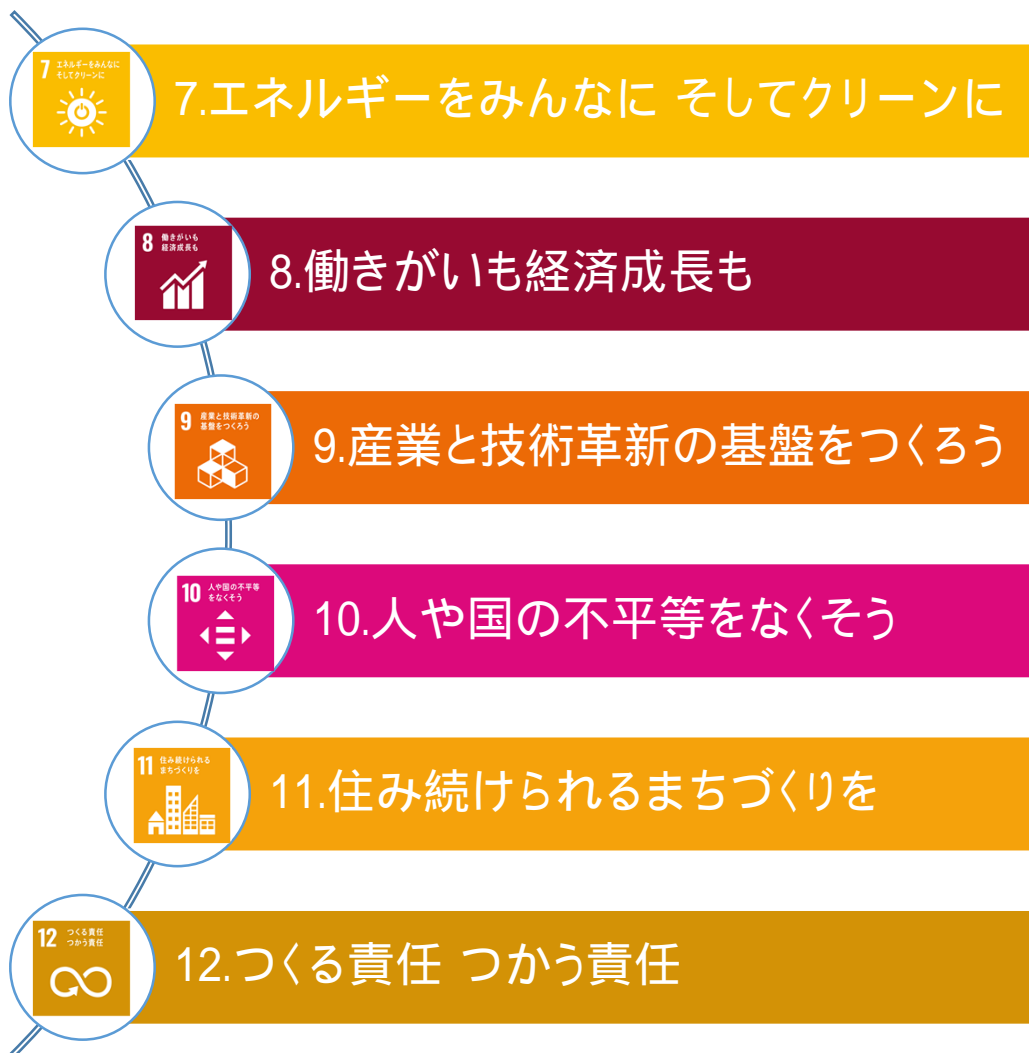 7 エネルギーをみんなに
そしてクリーンに
7.エネルギーをみんなに そしてクリーンに
8 働きがいも
経済成長も
8.働きがいも経済成長も
9 産業と技術革新の
基盤をつくろう
9.産業と技術革新の基盤をつくろう
10 人や国の不平等
をなくそう
10.人や国の不平等をなくそう
11 住み続けられる
まちづくりを
11.住み続けられるまちづくりを
12 つくる責任
つかう責任
12.つくる責任 つかう責任